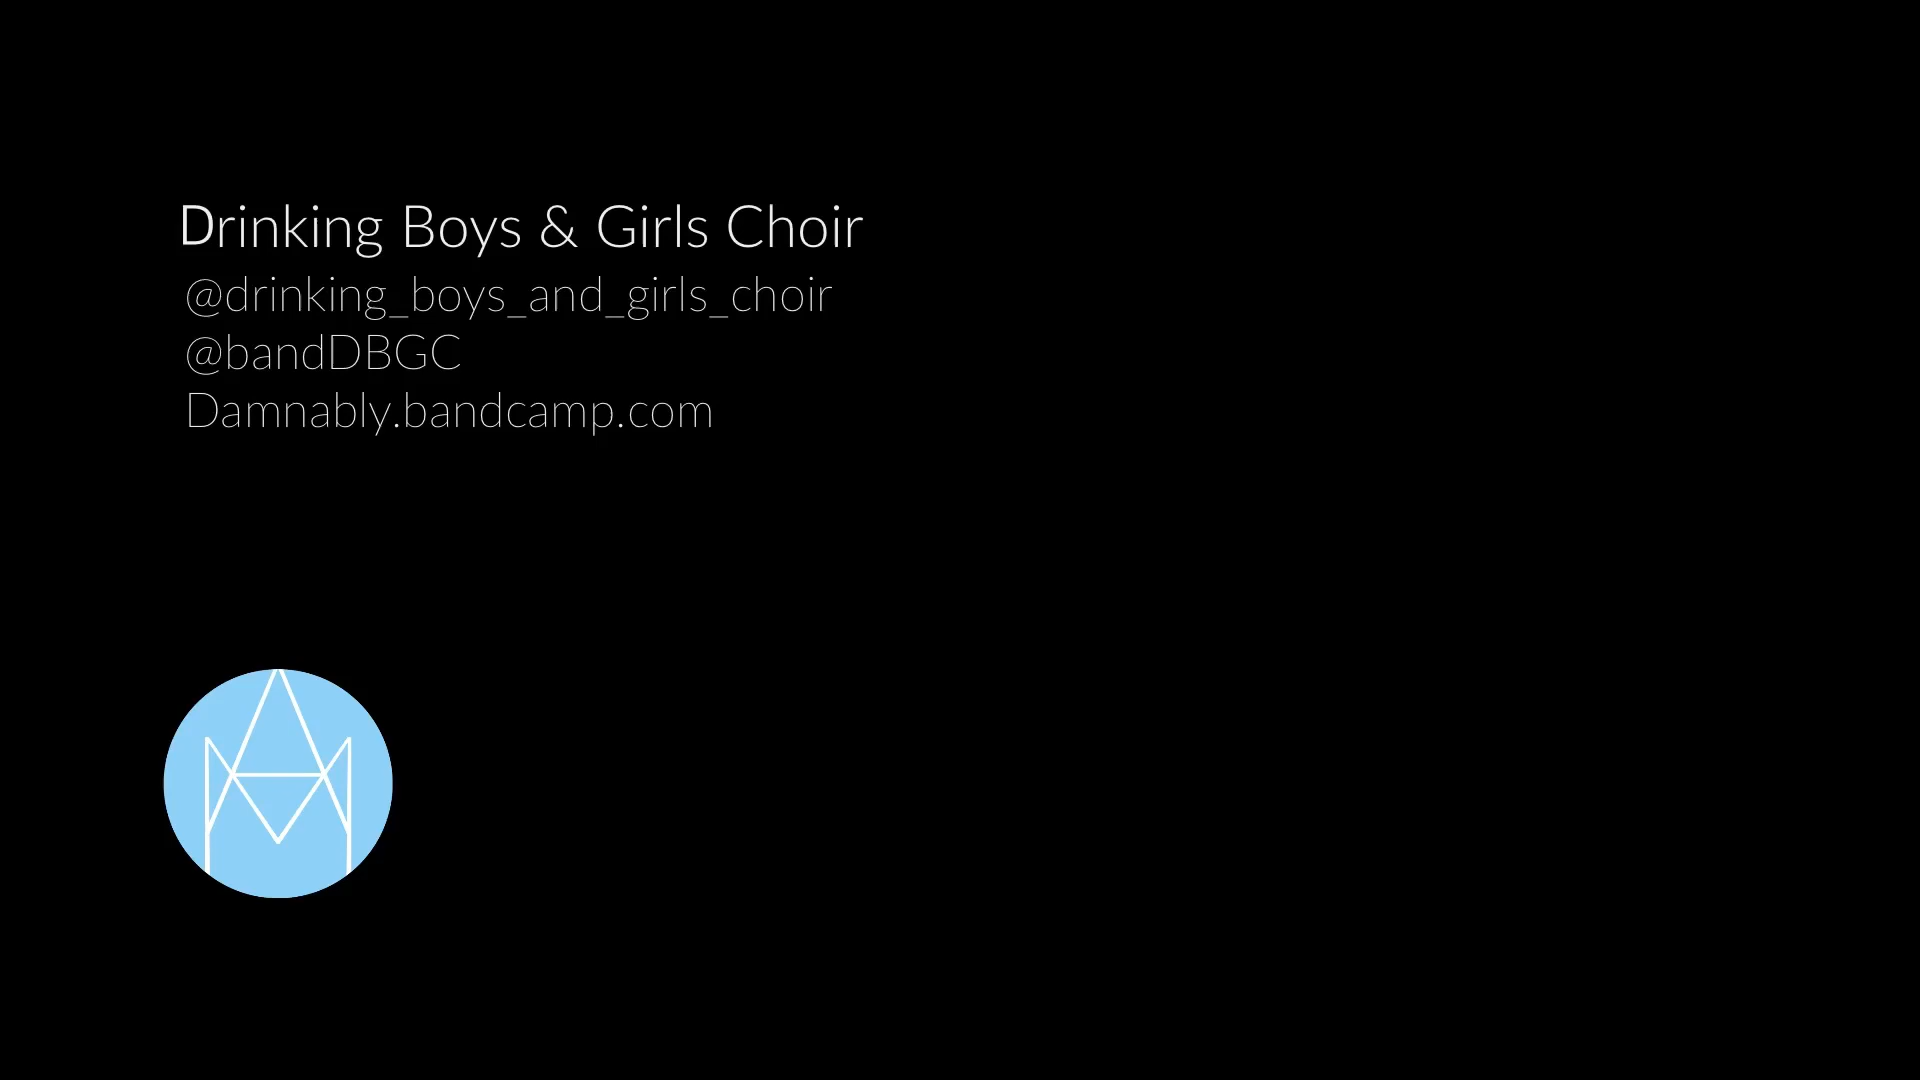 Drinking Boys & Girls Choir
@drinking_boys_and_girls_choir
@bandDBGC
Damnably.bandcamp.com